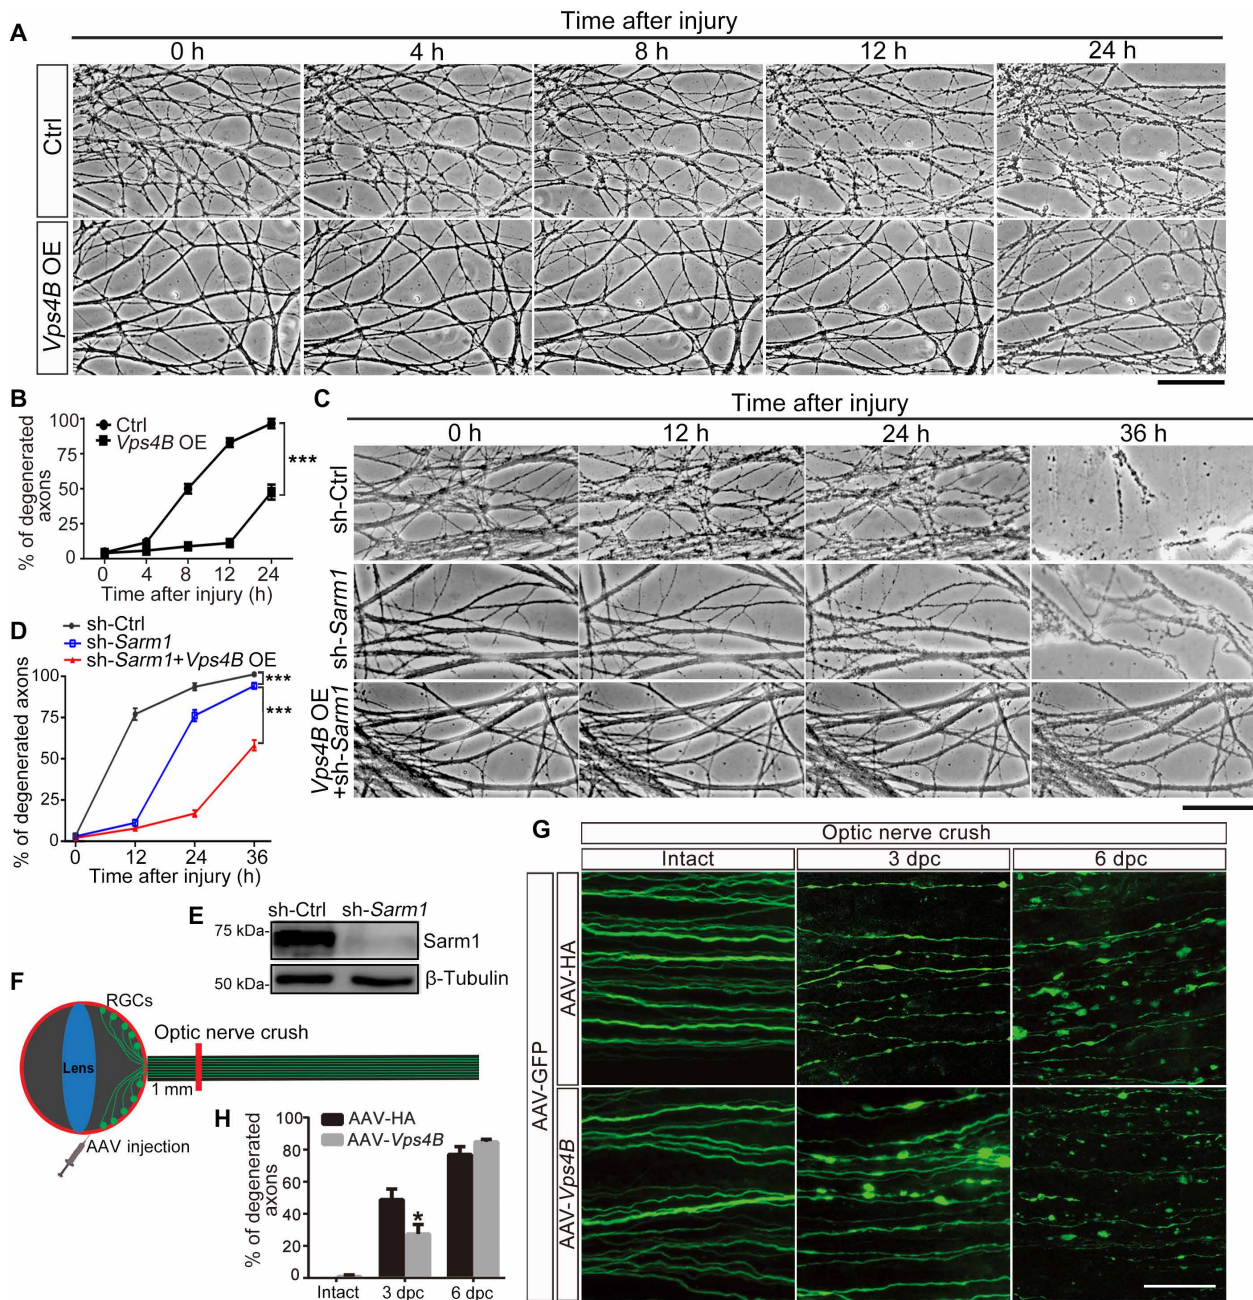 A
Time after injury
0 h 4 h 8 h 12 h 24 h
Ctrl
Vps4B OE
B
% of degenerated axons
100
75
50
25
0
Ctrl
Vps4B OE
***
0 4 8 12 24
Time after injury (h)
C
Time after injury
0 h 12 h 24 h 36 h
sh-Ctrl
sh-Sarm1
Vps4B OE
+sh-Sarm1
D
sh-Ctrl
sh-Sarm1
sh-Sarm1+Vps4B OE
% of degenerated axons
100
75
50
25
0
***
***
0 12 24 36
Time after injury (h)
E
sh-Ctrl sh-Sarm1
75 kDa-
Sarm1
50 kDa-
β-Tubulin
F
RGCs
Optic nerve crush
Lens
1 mm
AAV injection
G
Optic nerve crush
Intact 3 dpc 6 dpc
AAV-GFP
AAV-HA
AAV-Vps4B
H
% of degenerated
axons
100
80
60
40
20
0
AAV-HA
AAV-Vps4B
*
Intact 3 dpc 6 dpc